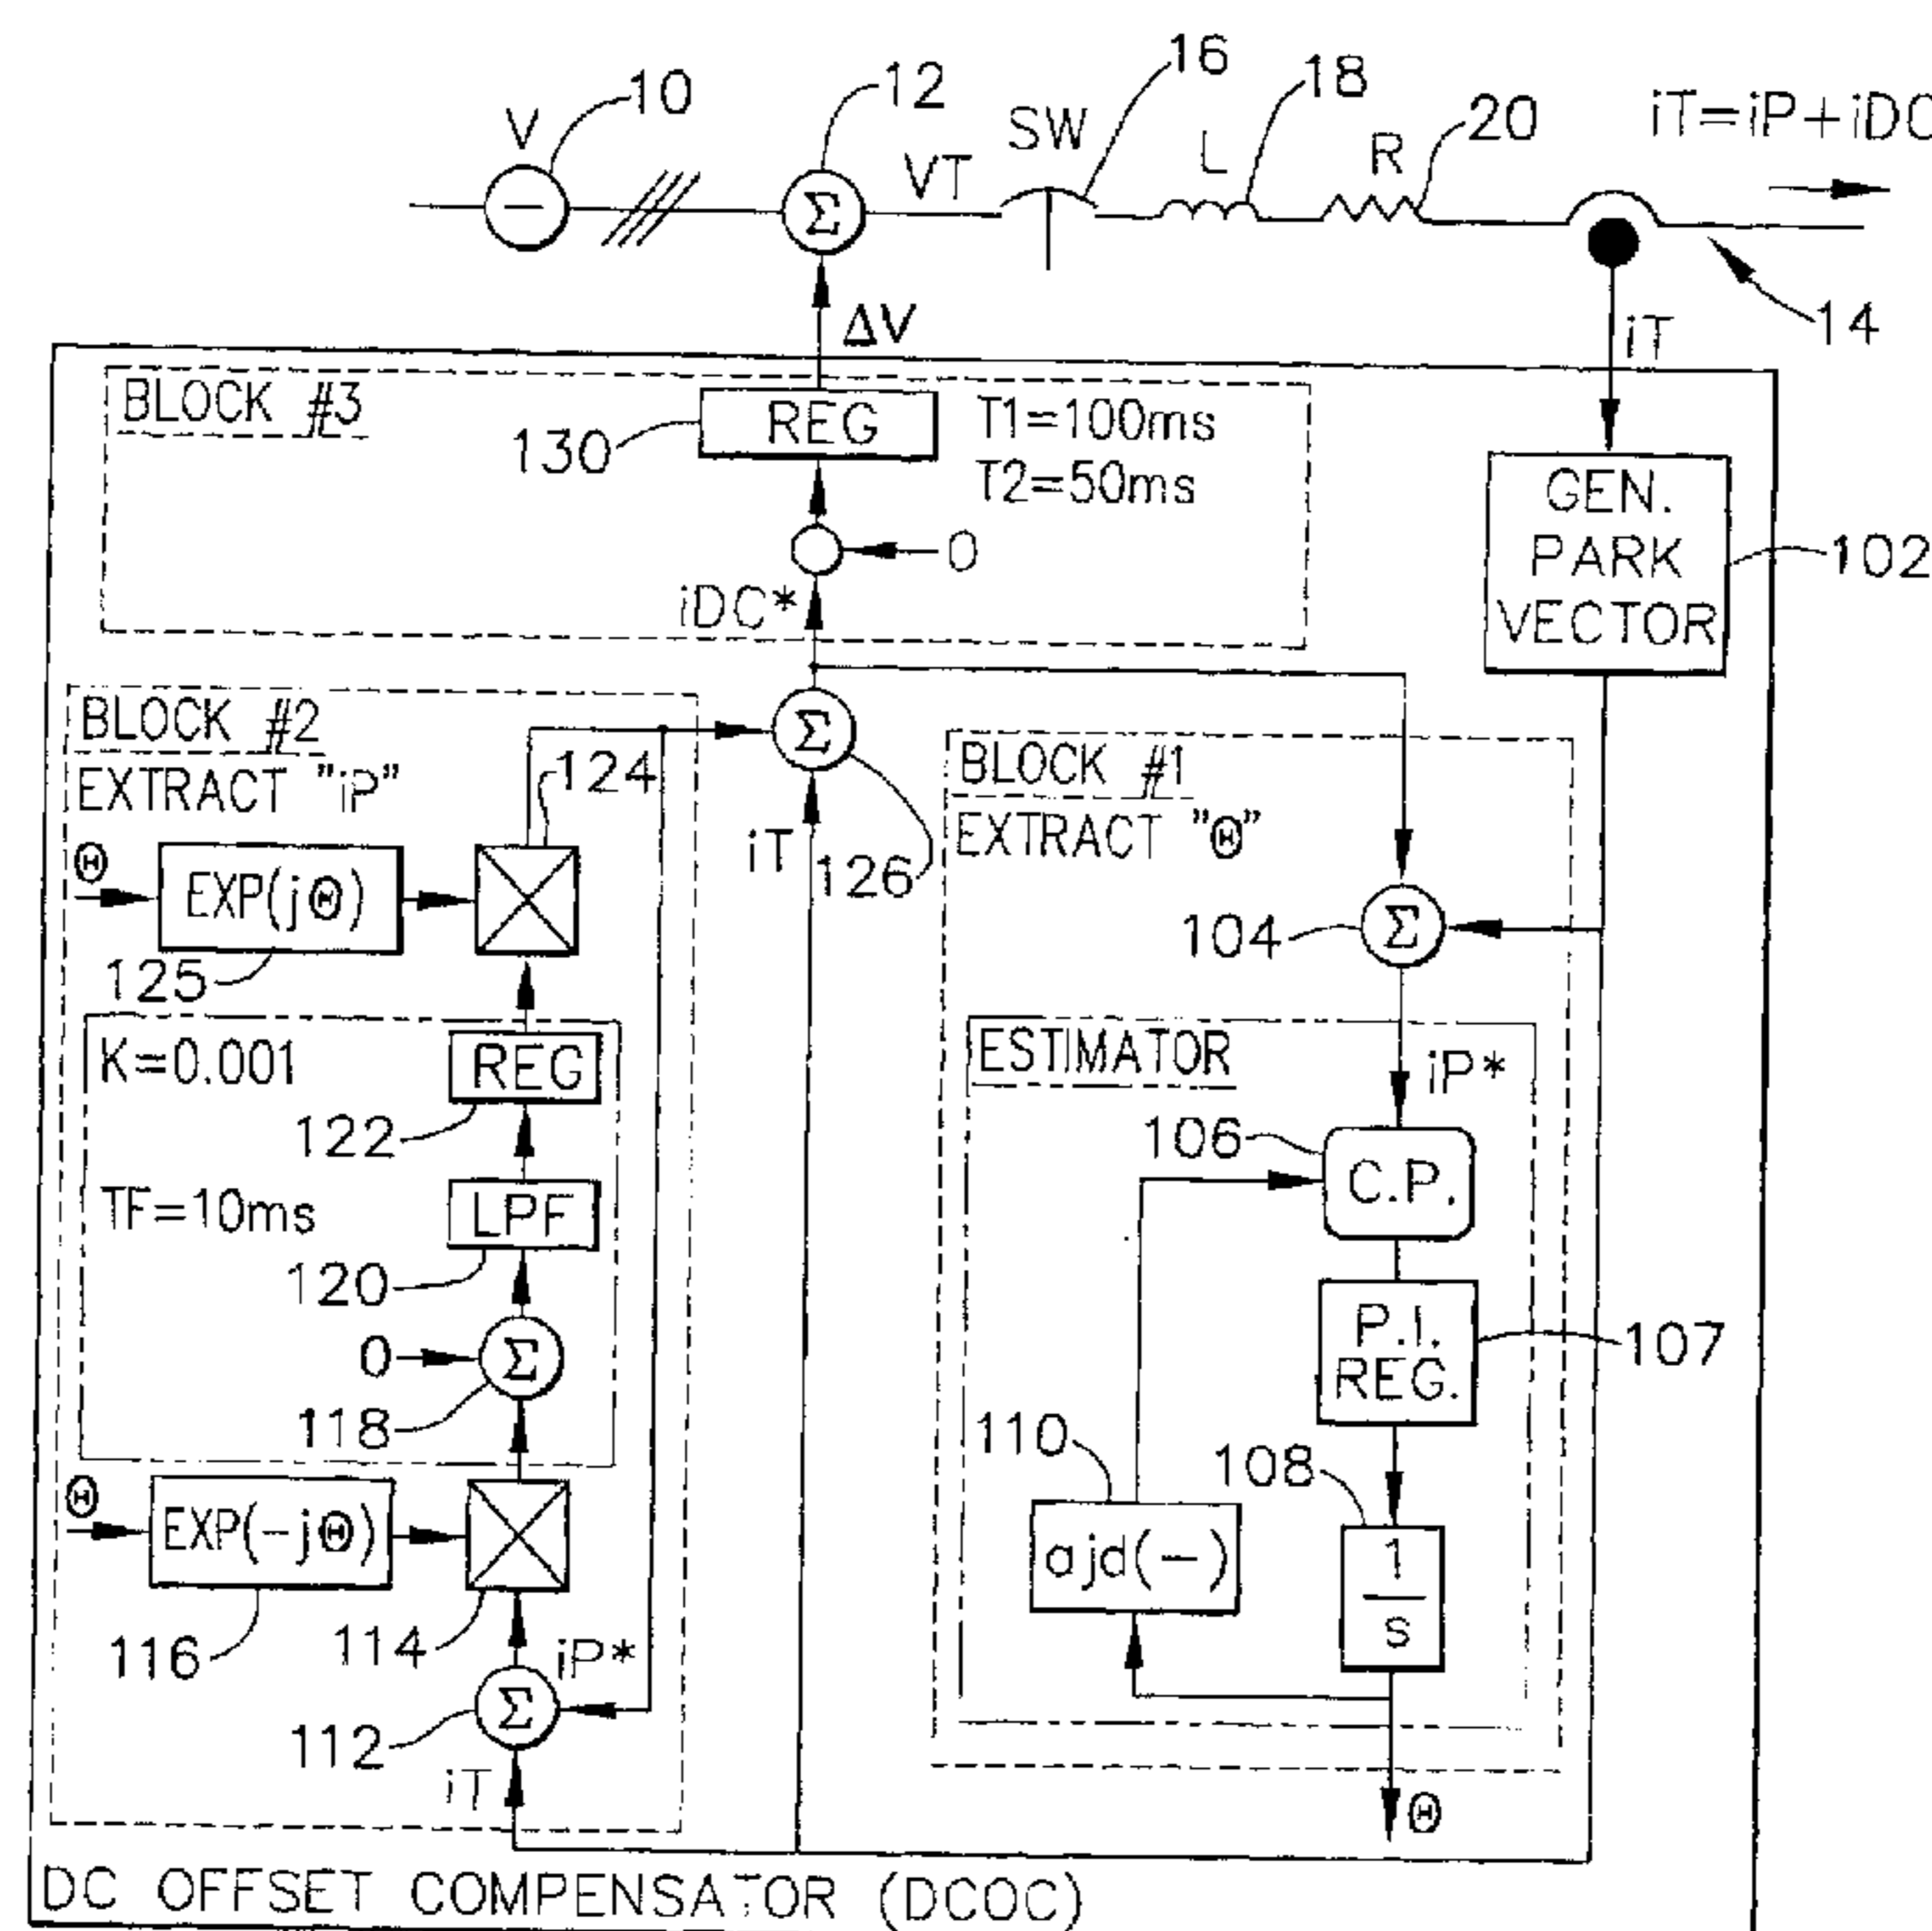 10
12
16
18
20
V
VT
SW
L
R
iT=iP+iDC
Σ
14
ΔV
iT
BLOCK #3
130
REG
T1=100ms
T2=50ms
0
iDC*
GEN.
PARK
VECTOR
102
BLOCK #2
EXTRACT "iP"
124
Θ
EXP(jΘ)
125
Σ
iT
126
BLOCK #1
EXTRACT "Θ"
104
Σ
K=0.001
REG
122
TF=10ms
LPF
120
0
Σ
118
Θ
EXP(-jΘ)
116
114
iP*
Σ
112
iT
ESTIMATOR
iP*
106
C.P.
P.I.
REG.
107
110
ajd(-)
108
1
s
Θ
DC OFFSET COMPENSATOR (DCOC)